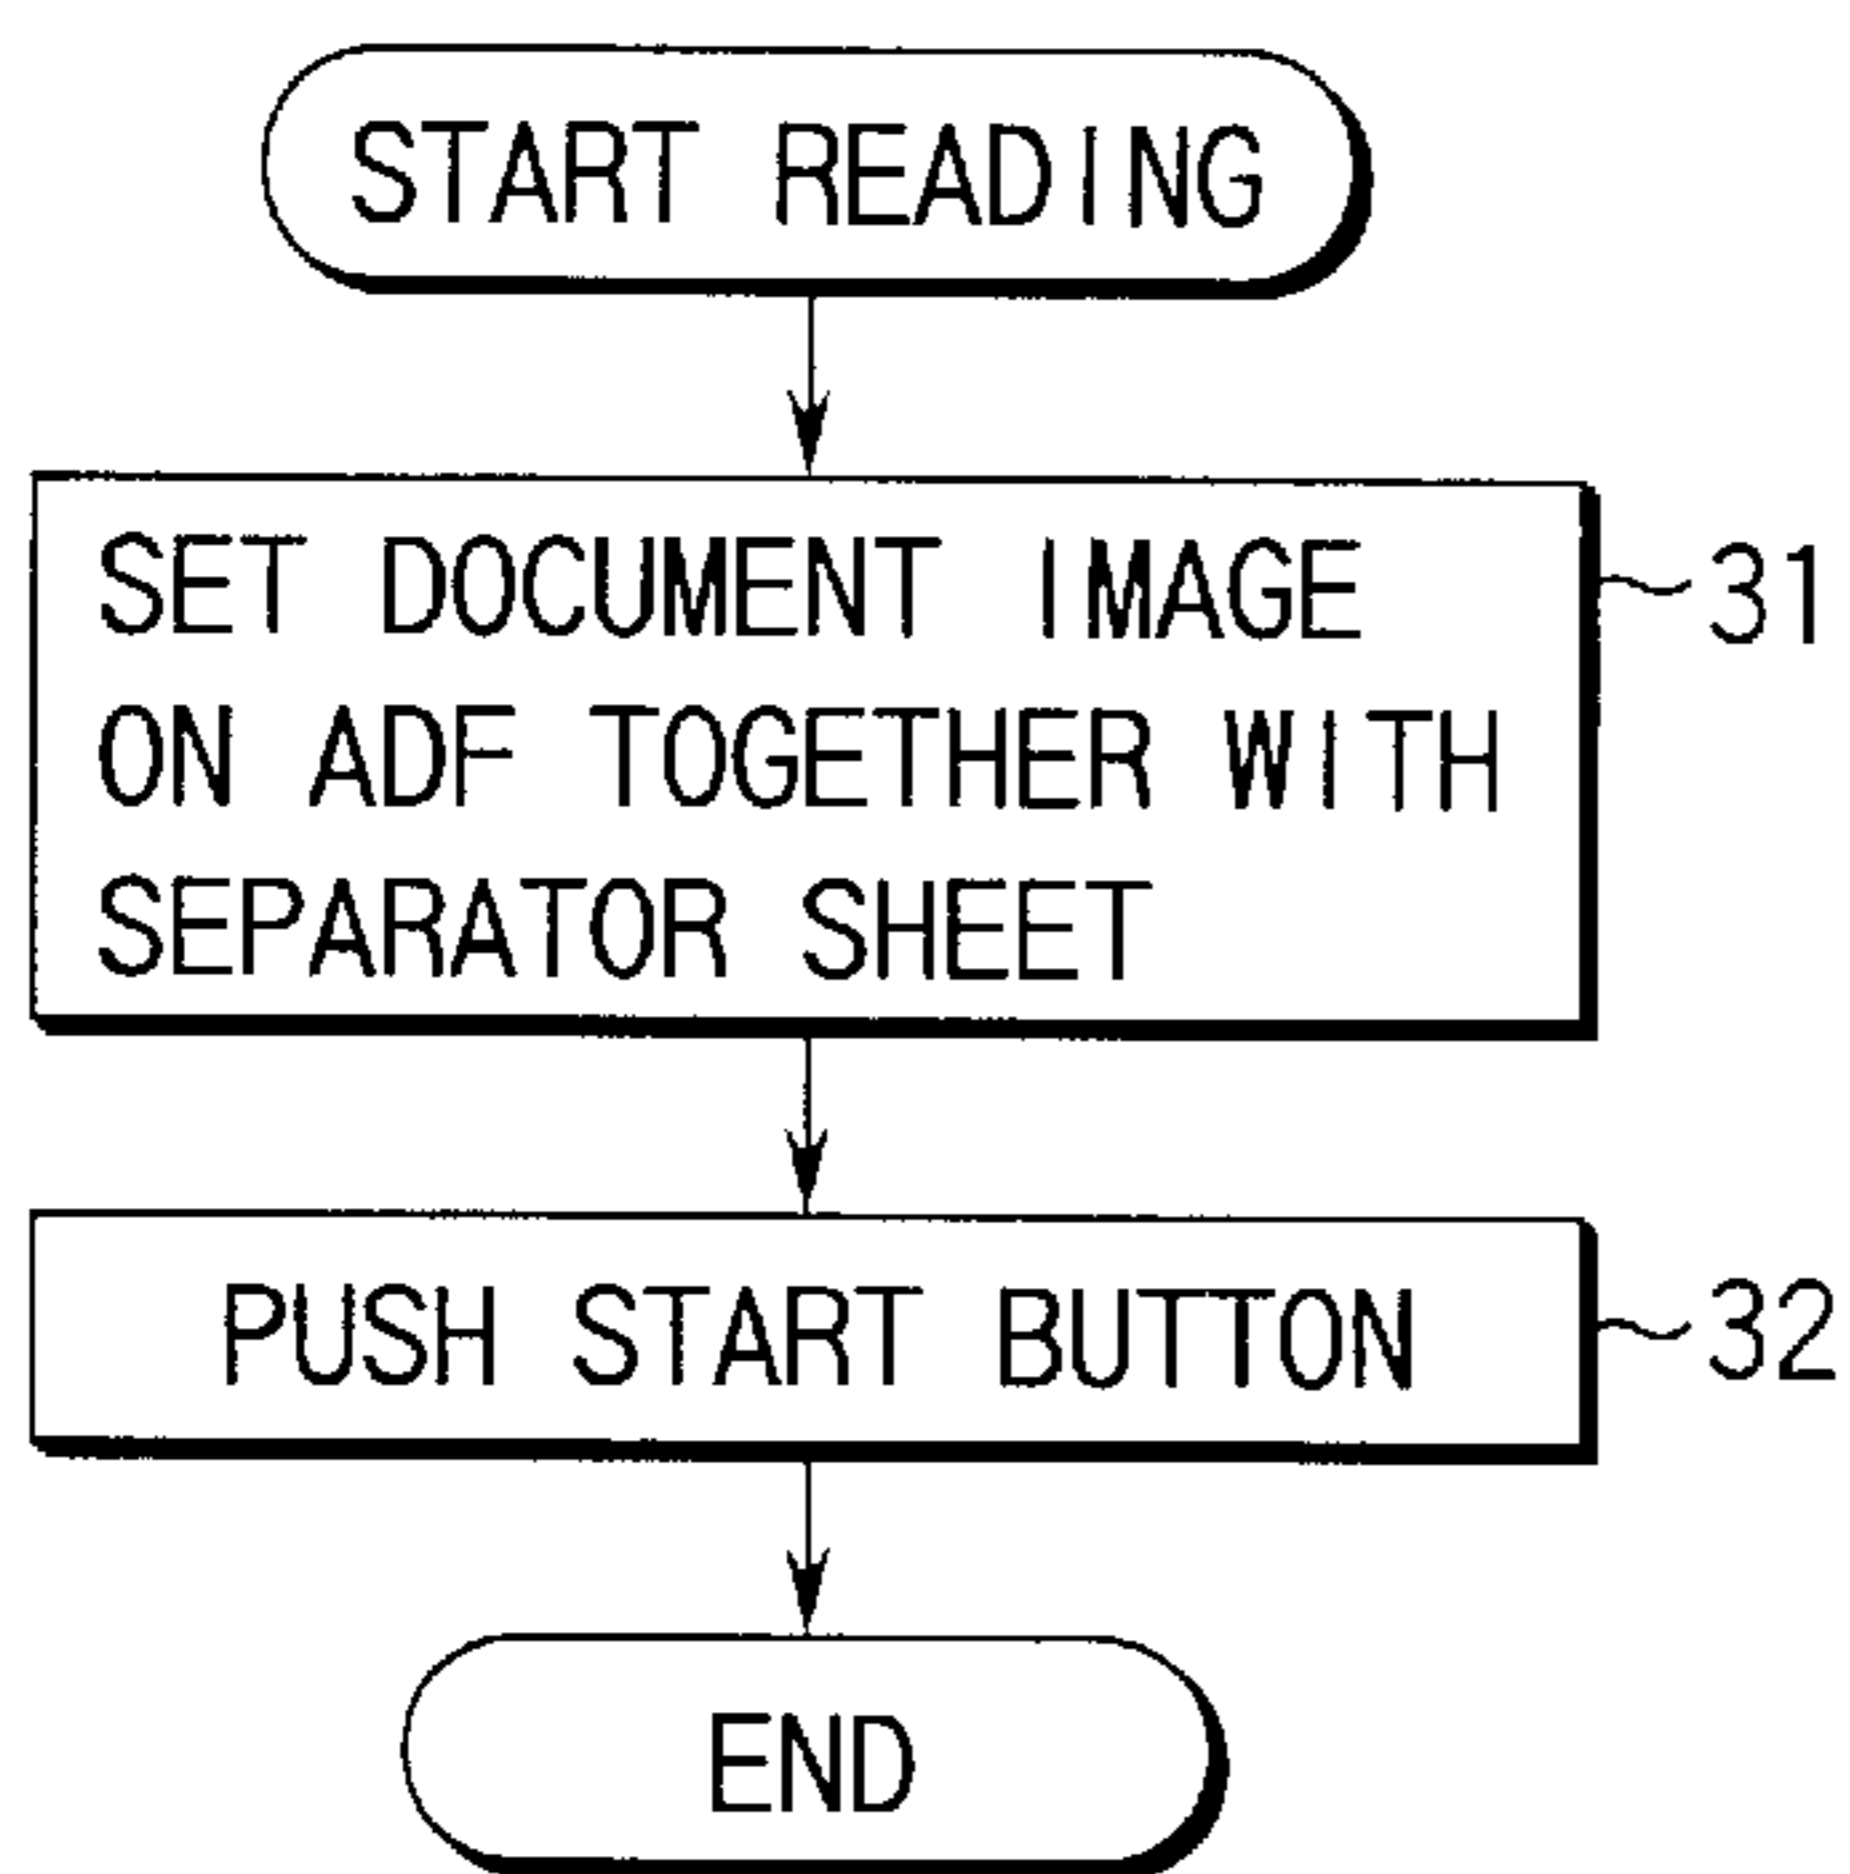 START READING
SET DOCUMENT IMAGE
ON ADF TOGETHER WITH
SEPARATOR SHEET
31
PUSH START BUTTON
32
END